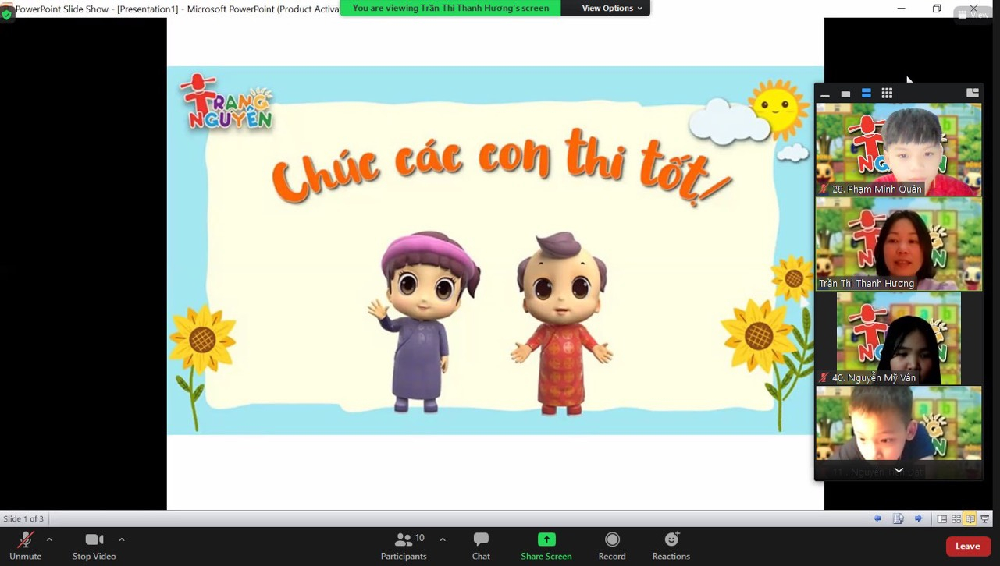 PowerPoint Slide Show - [Presentation1] - Microsoft PowerPoint (Product Activa
You are viewing Trần Thị Thanh Hương's screen
View Options
View
TRẠNG
NGUYÊN
Chúc các con thi tốt!
28. Phạm Minh Quân
Trần Thị Thanh Hương
40. Nguyễn Mỹ Vân
11 . Nguyễn Tiến Đạt
Slide 1 of 3
Unmute
Stop Video
10
Participants
Chat
Share Screen
Record
Reactions
Leave